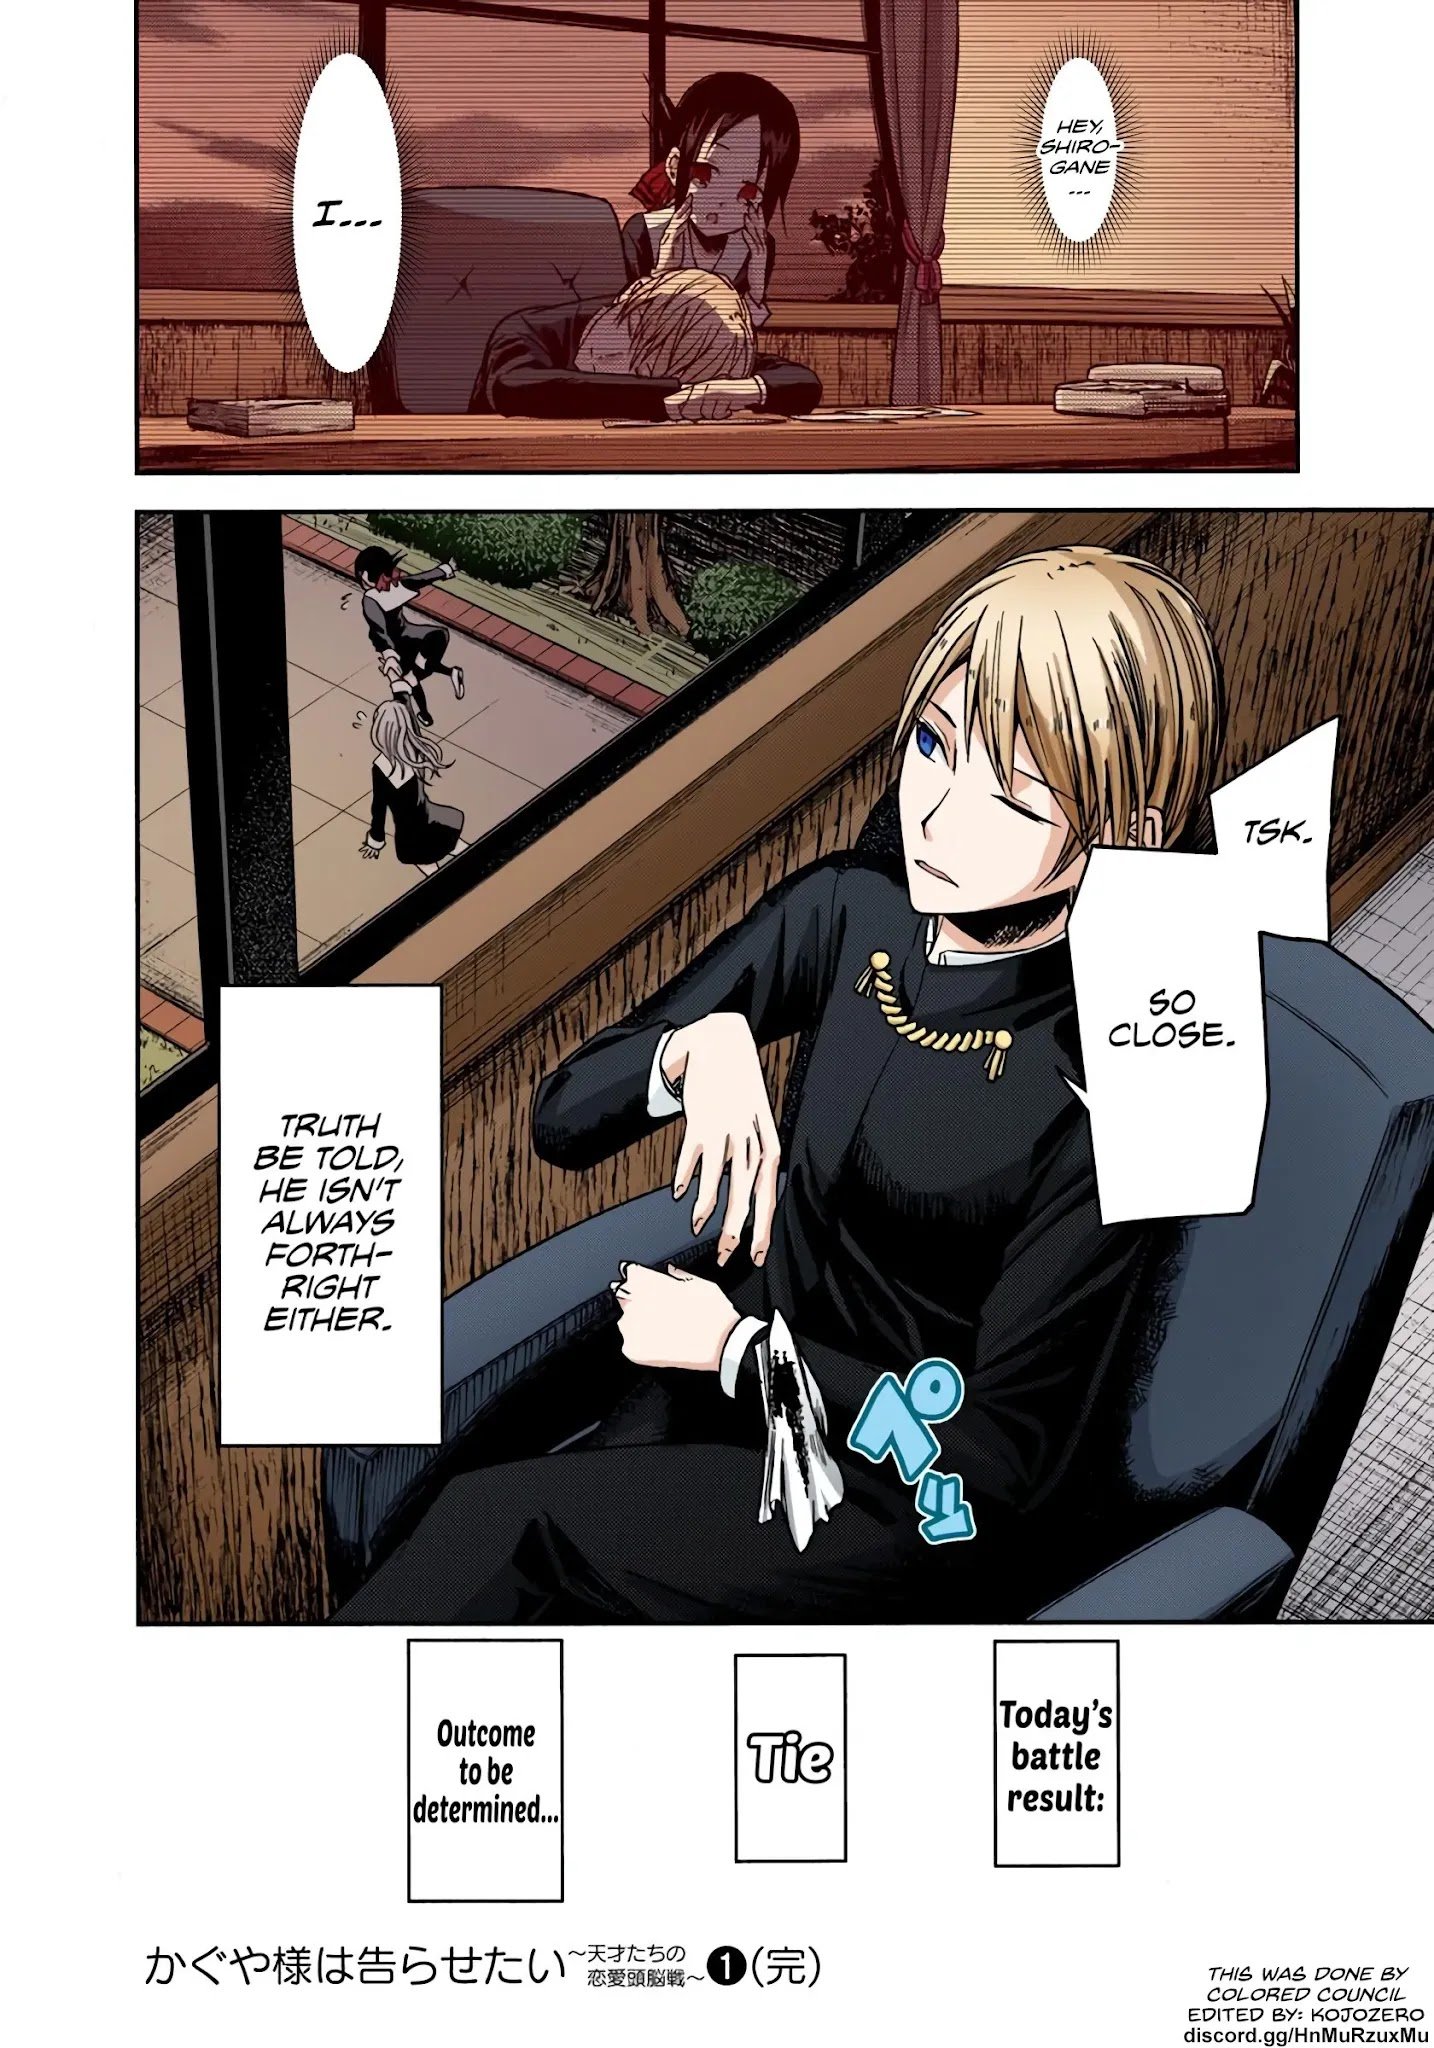 HEY,
SHIRO-
GANE
...
I...
TSK.
SO
CLOSE.
TRUTH
BE TOLD,
HE ISN'T
ALWAYS
FORTH-
RIGHT
EITHER.
ペッ
Today's
battle
result:
Tie
Outcome
to be
determined...
かぐや様は告らせたい ～天才たちの
恋愛頭脳戦～ 1 (完)
THIS WAS DONE BY
COLORED COUNCIL
EDITED BY: KOJOZERO
discord.gg/HnMuRzuxMu